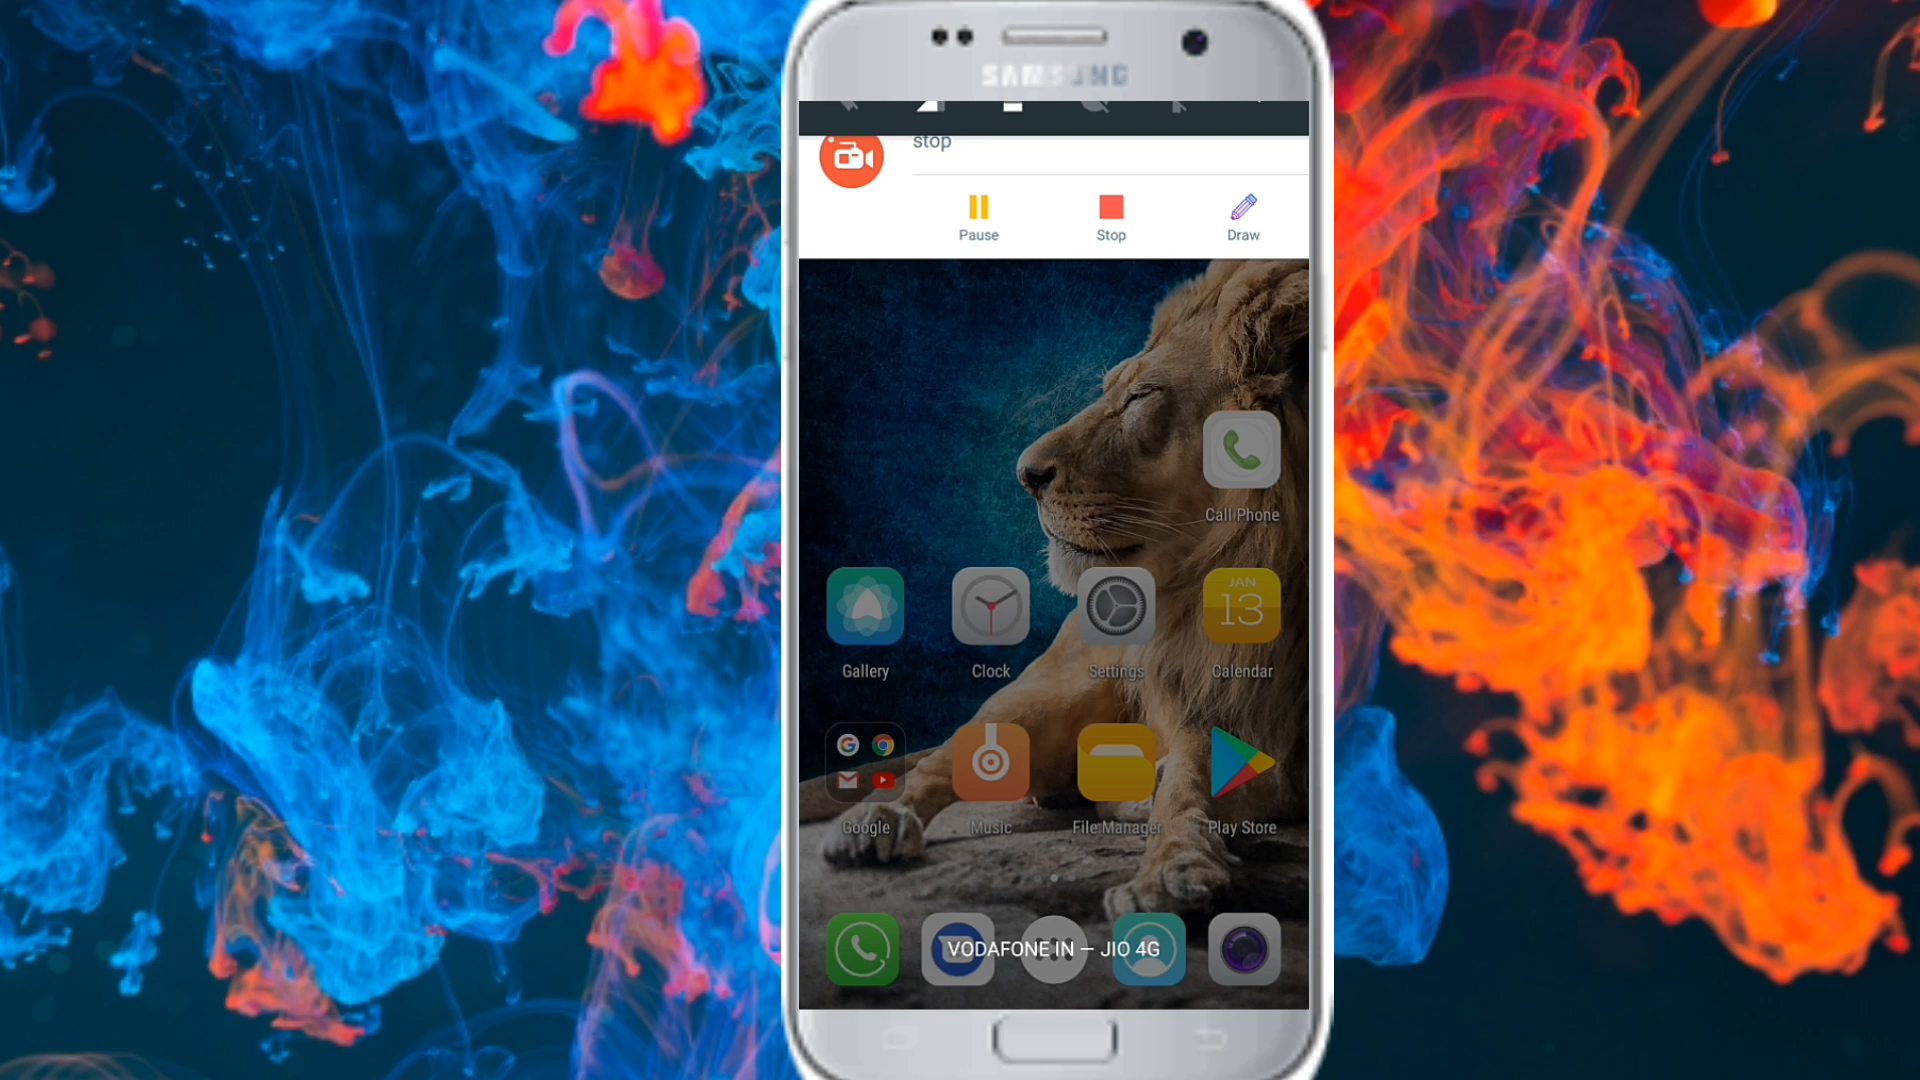 SAMSUNG
stop
Pause Stop Draw
Call Phone
JAN
13
Gallery Clock Settings Calendar
Google Music File Manager Play Store
VODAFONE IN — JIO 4G